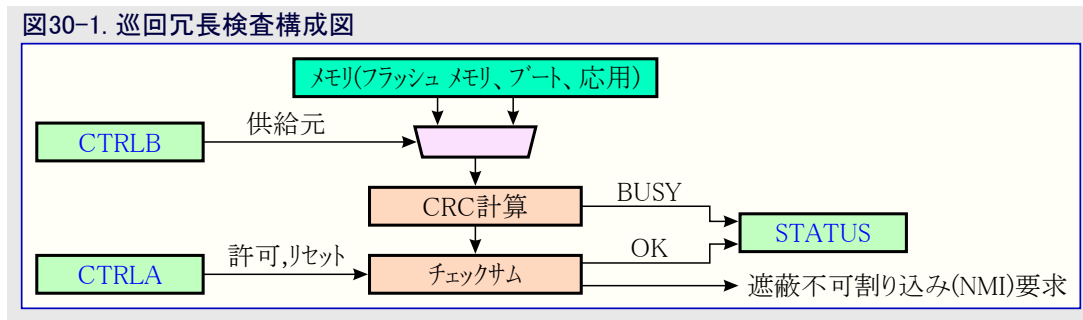 図30-1. 巡回冗長検査構成図
メモリ(フラッシュ メモリ、ブート、応用)
CTRLB
供給元
CRC計算
BUSY
STATUS
OK
CTRLA
許可,リセット
チェックサム
遮蔽不可割り込み(NMI)要求